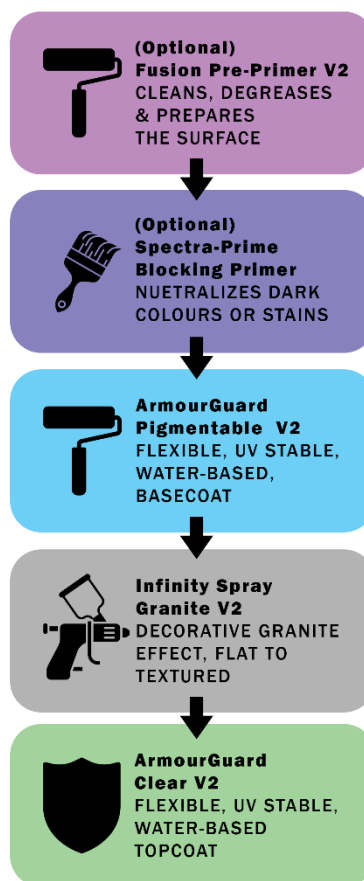 (Optional)
Fusion Pre-Primer V2
CLEANS, DEGREASES
& PREPARES
THE SURFACE
(Optional)
Spectra-Prime
Blocking Primer
NUETRALIZES DARK
COLOURS OR STAINS
ArmourGuard
Pigmentable V2
FLEXIBLE, UV STABLE,
WATER-BASED,
BASECOAT
Infinity Spray
Granite V2
DECORATIVE GRANITE
EFFECT, FLAT TO
TEXTURED
ArmourGuard
Clear V2
FLEXIBLE, UV STABLE,
WATER-BASED
TOPCOAT